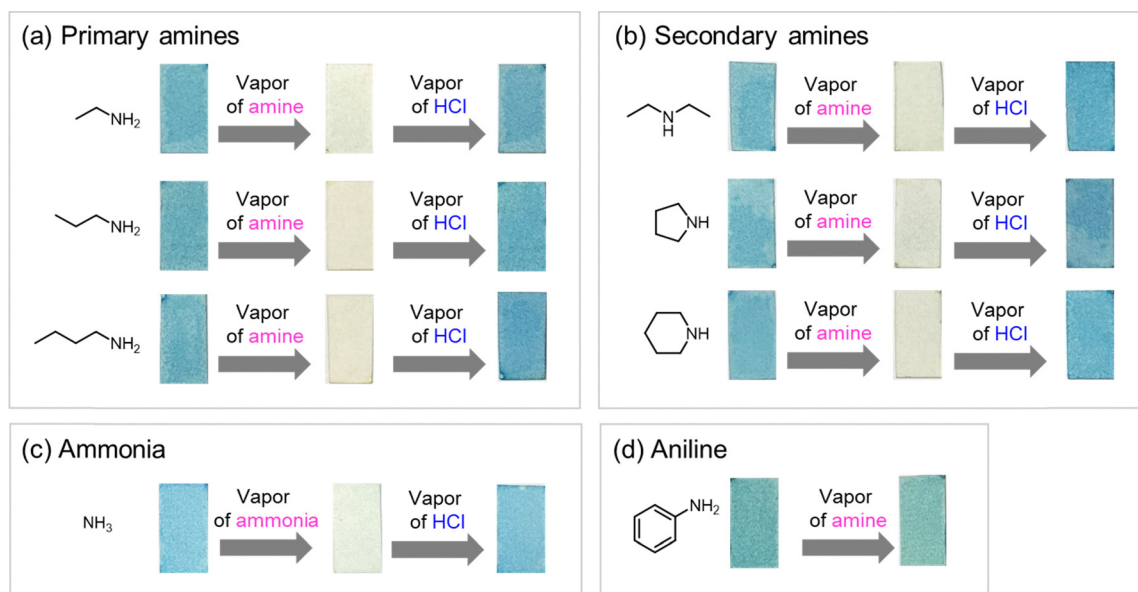 (a) Primary amines
NH2
Vapor
of amine
Vapor
of HCl
NH2
Vapor
of amine
Vapor
of HCl
NH2
Vapor
of amine
Vapor
of HCl
(b) Secondary amines
N
H
Vapor
of amine
Vapor
of HCl
NH
Vapor
of amine
Vapor
of HCl
NH
Vapor
of amine
Vapor
of HCl
(c) Ammonia
NH3
Vapor
of ammonia
Vapor
of HCl
(d) Aniline
NH2
Vapor
of amine